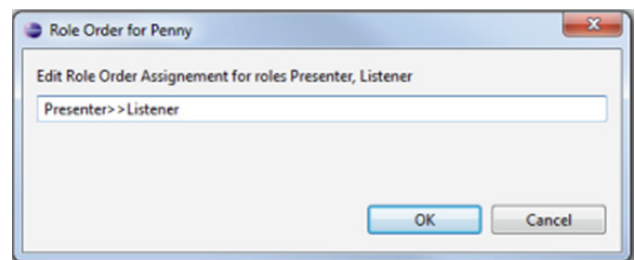 Role Order for Penny
Edit Role Order Assignement for roles Presenter, Listener
Presenter>>Listener
OK
Cancel